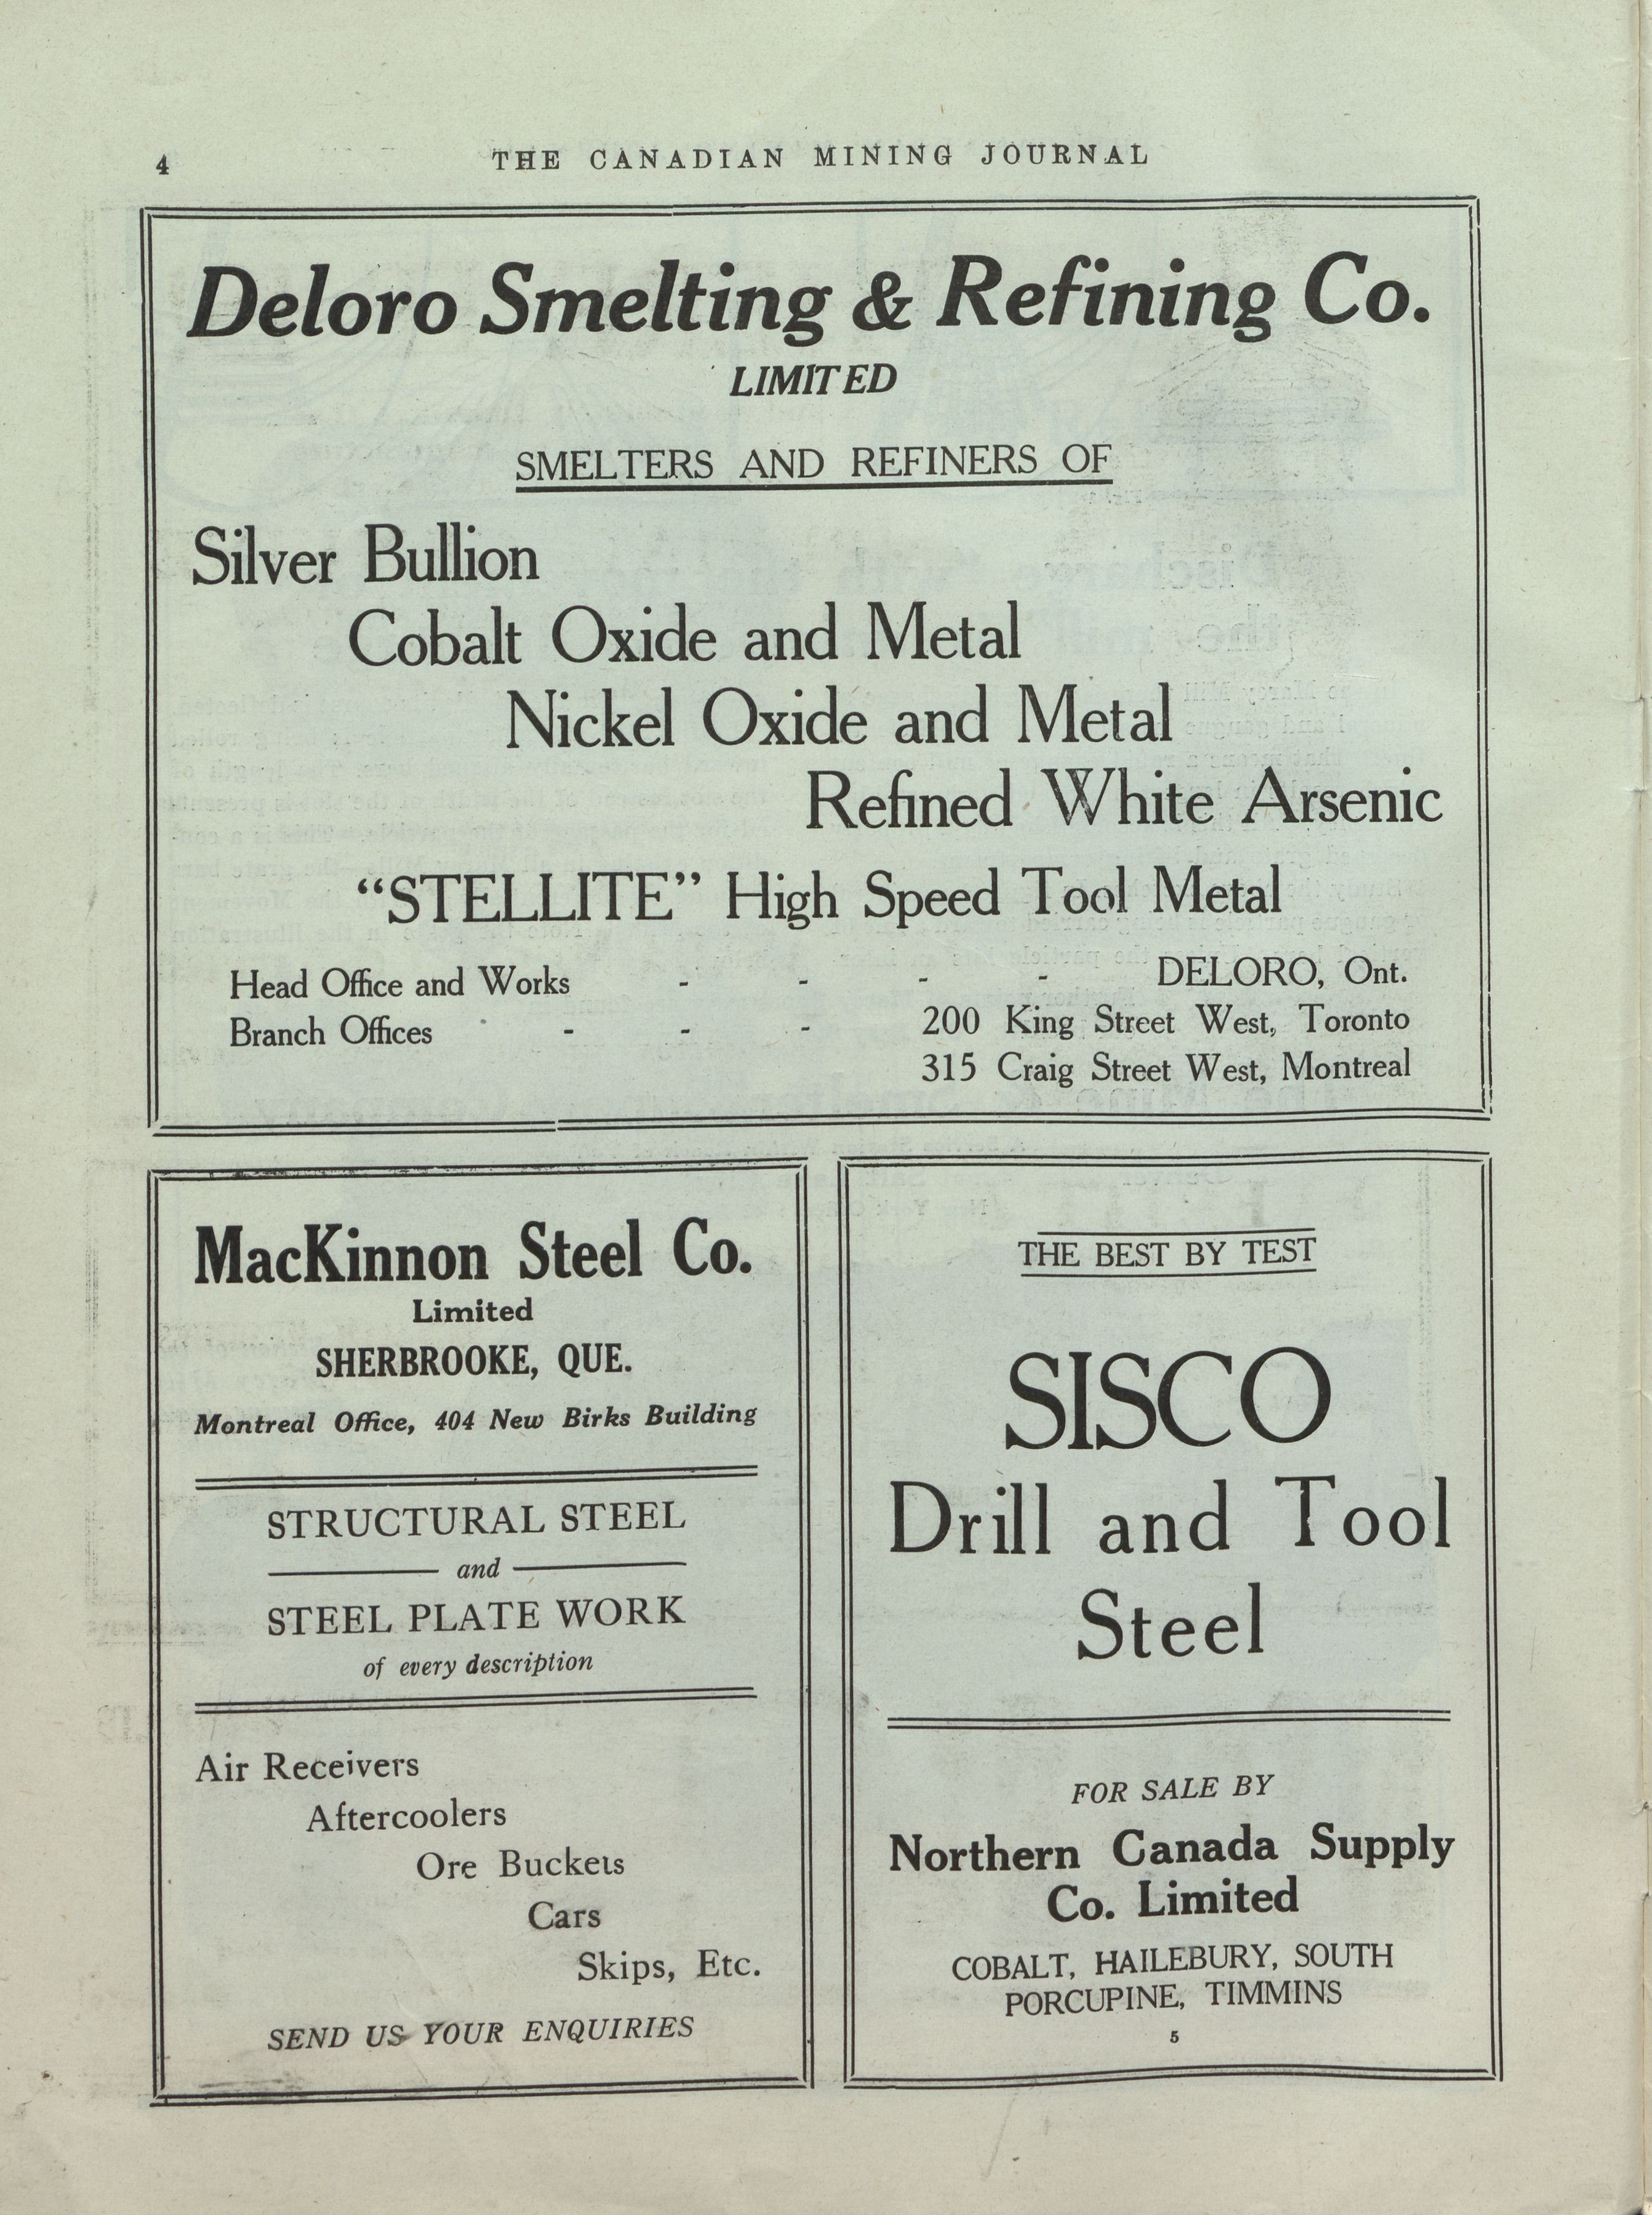 4
THE CANADIAN MINING JOURNAL
Deloro Smelting & Refining Co.
LIMITED
SMELTERS AND REFINERS OF
Silver Bullion
Cobalt Oxide and Metal
Nickel Oxide and Metal
Refined White Arsenic
“STELLITE” High Speed Tool Metal
Head Office and Works - - - - DELORO, Ont.
Branch Offices - - - 200 King Street West, Toronto
315 Craig Street West, Montreal
MacKinnon Steel Co.
Limited
SHERBROOKE, QUE.
Montreal Office, 404 New Birks Building
STRUCTURAL STEEL
and
STEEL PLATE WORK
of every description
Air Receivers
Aftercoolers
Ore Buckets
Cars
Skips, Etc.
SEND US YOUR ENQUIRIES
THE BEST BY TEST
SISCO
Drill and Tool
Steel
FOR SALE BY
Northern Canada Supply
Co. Limited
COBALT, HAILEBURY, SOUTH
PORCUPINE, TIMMINS
5